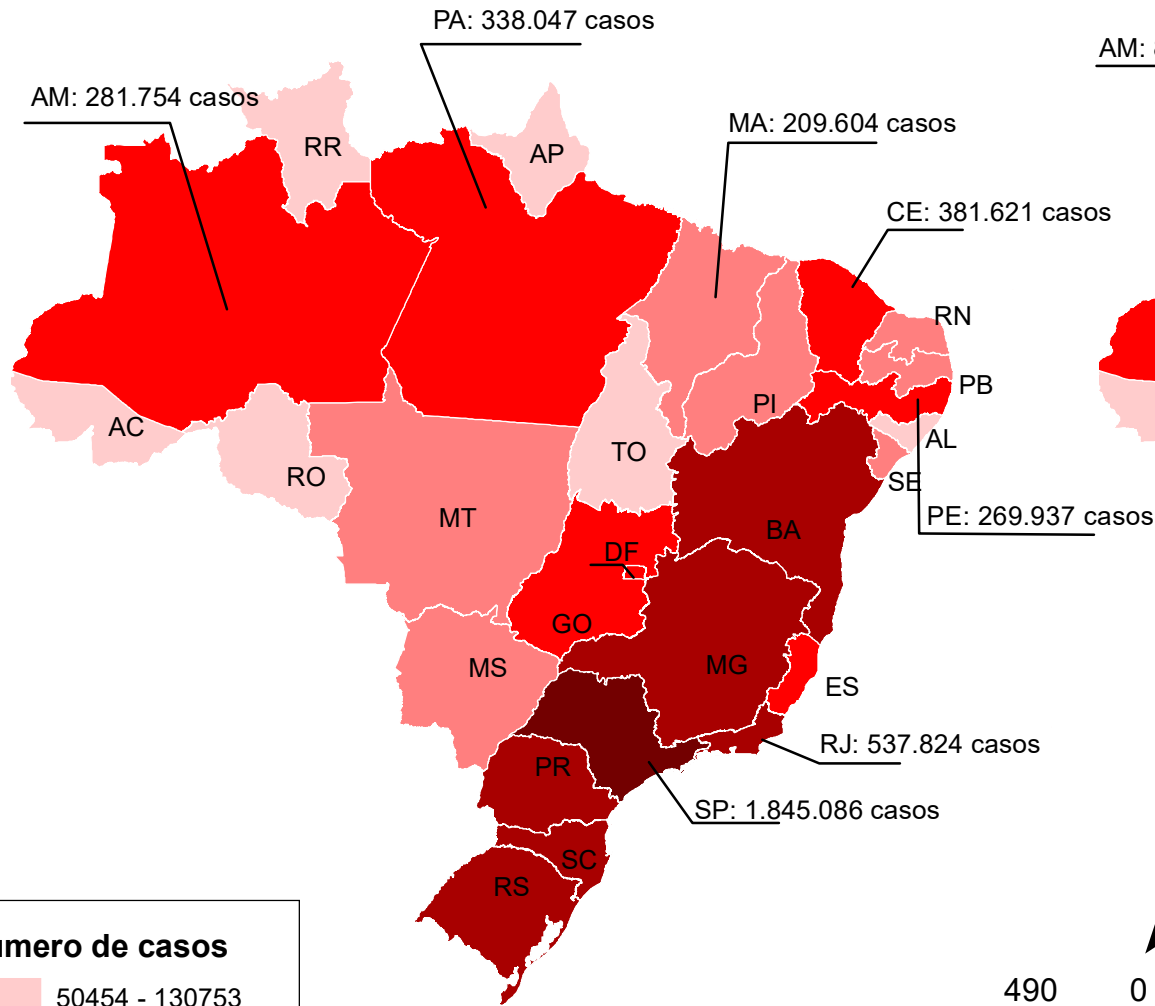 PA: 338.047 casos
AM:
AM: 281.754 casos
MA: 209.604 casos
RR
AP
CE: 381.621 casos
RN
PB
PI
AC
AL
TO
RO
SE
MT
PE: 269.937 casos
BA
DF
GO
MS
MG
ES
RJ: 537.824 casos
PR
SP: 1.845.086 casos
SC
RS
úmero de casos
50454 - 130753
490 0